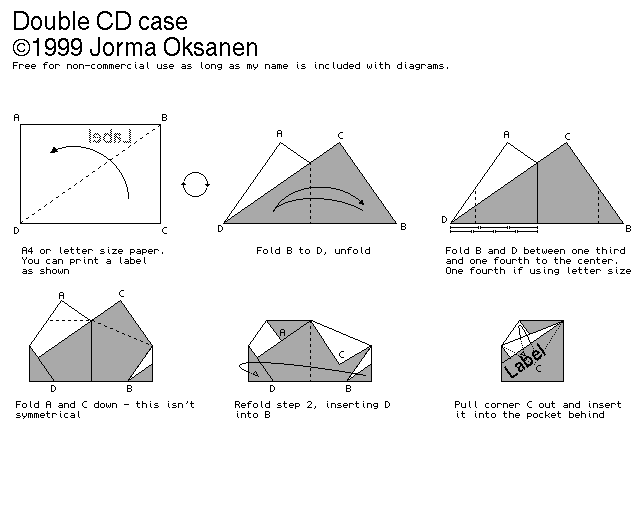 Double CD case
©1999 Jorma Oksanen
Free for non-commercial use as long as my name is included with diagrams.
A
B
Label
D
C
A4 or letter size paper.
You can print a label
as shown
A
C
D
B
Fold B to D, unfold
A
C
D
B
Fold B and D between one third
and one fourth to the center.
One fourth if using letter size
A
C
D
B
Fold A and C down - this isn't
symmetrical
A
C
D
B
Refold step 2, inserting D
into B
Label
C
Pull corner C out and insert
it into the pocket behind